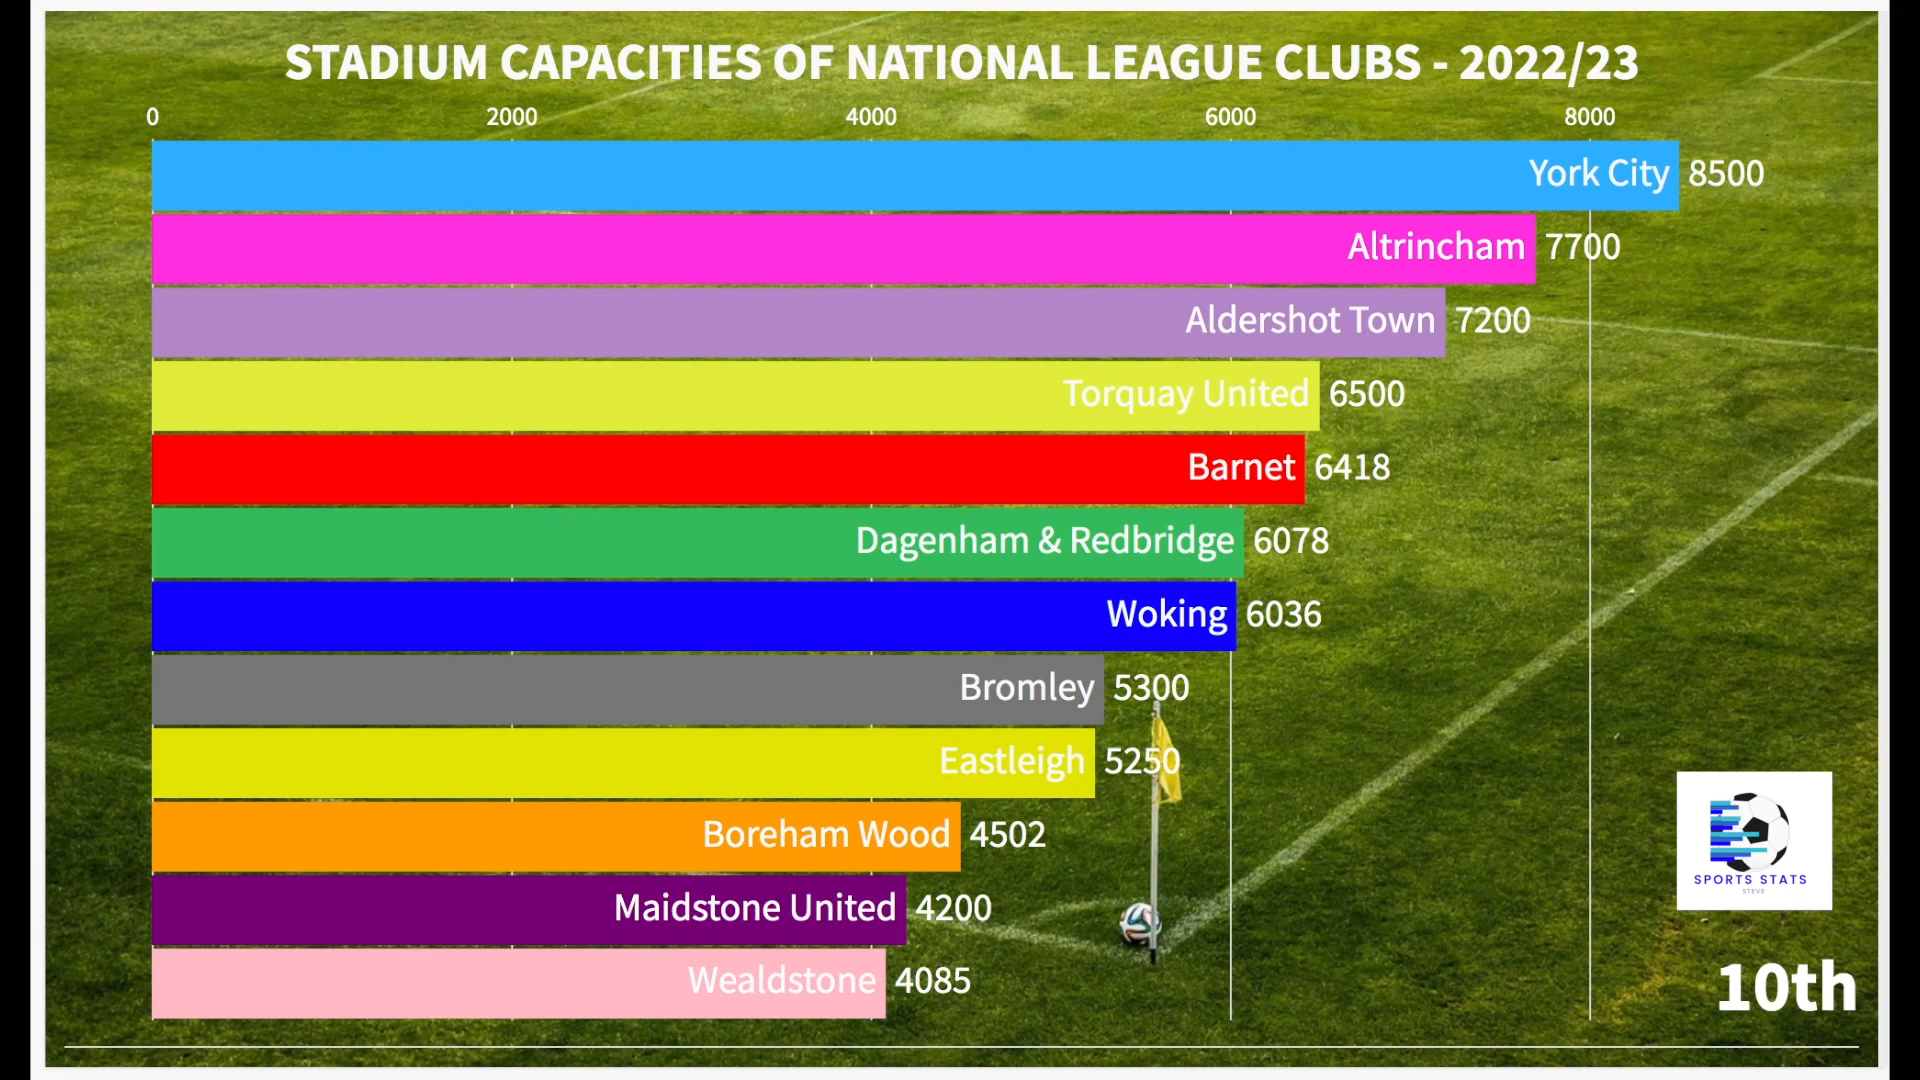 STADIUM CAPACITIES OF NATIONAL LEAGUE CLUBS - 2022/23
0 2000 4000 6000 8000
York City 8500
Altrincham 7700
Aldershot Town 7200
Torquay United 6500
Barnet 6418
Dagenham & Redbridge 6078
Woking 6036
Bromley 5300
Eastleigh 5250
Boreham Wood 4502
Maidstone United 4200
Wealdstone 4085
SPORTS STATS
STEVE
10th